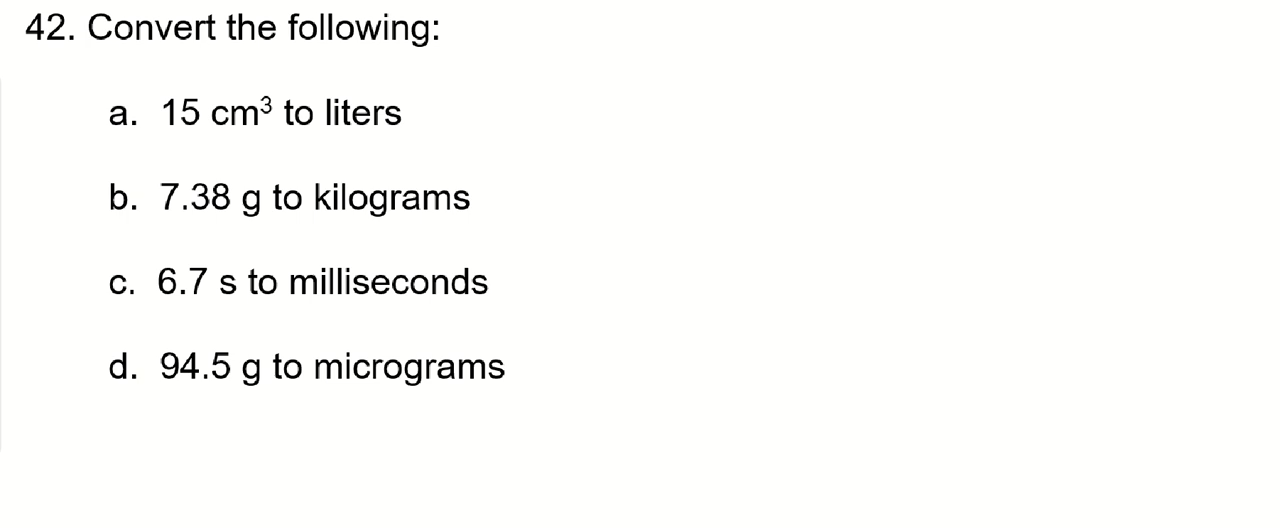 42. Convert the following:
a. 15 cm³ to liters
b. 7.38 g to kilograms
c. 6.7 s to milliseconds
d. 94.5 g to micrograms